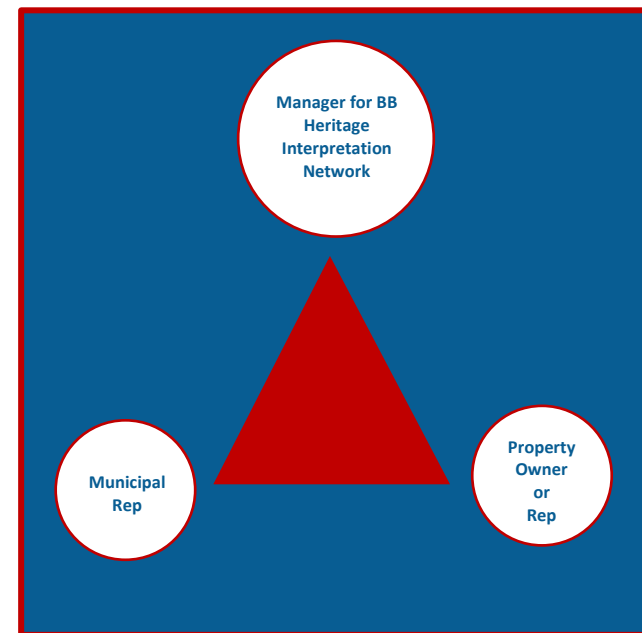 Manager for BB
Heritage
Interpretation
Network
Municipal
Rep
Property
Owner
or
Rep